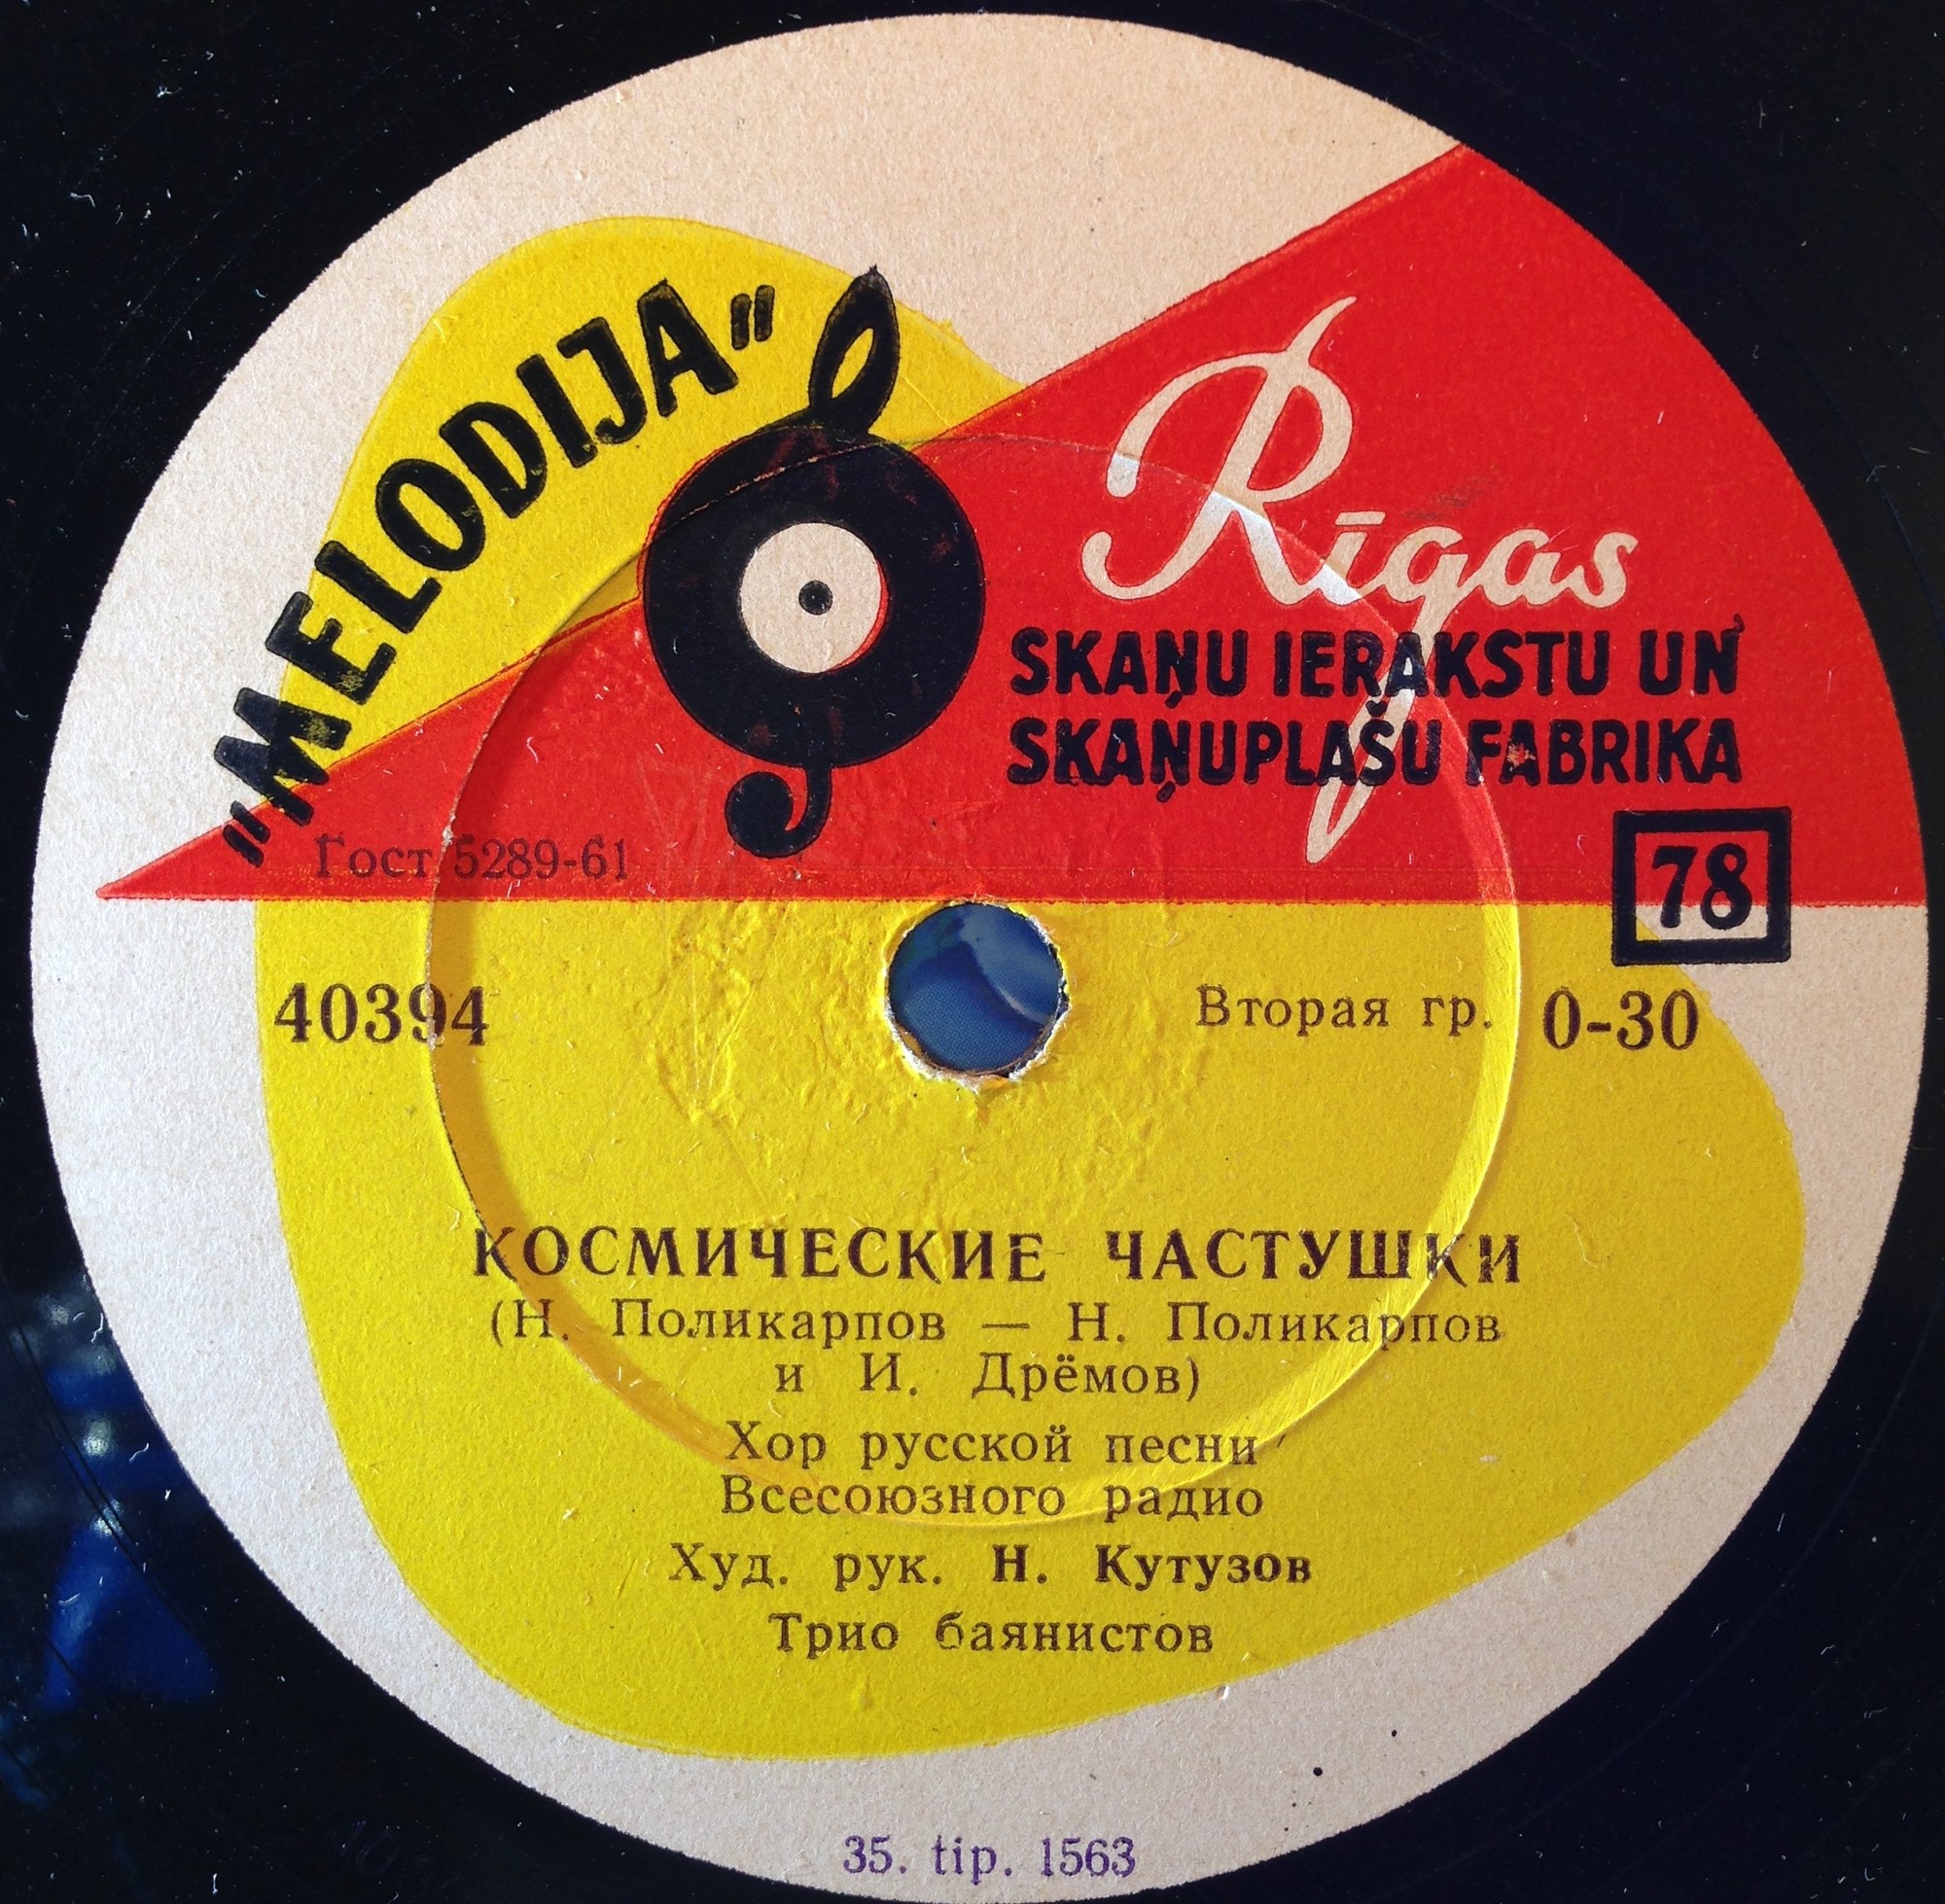 "MELODIJA"
Rīgas
SKAŅU IERAKSTU UN
SKAŅUPLAŠU FABRIKA
Гост 5289-61
78
40394
Вторая гр. 0-30
КОСМИЧЕСКИЕ ЧАСТУШКИ
(Н. Поликарпов — Н. Поликарпов
и И. Дрёмов)
Хор русской песни
Всесоюзного радио
Худ. рук. Н. Кутузов
Трио баянистов
35. tip. 1563